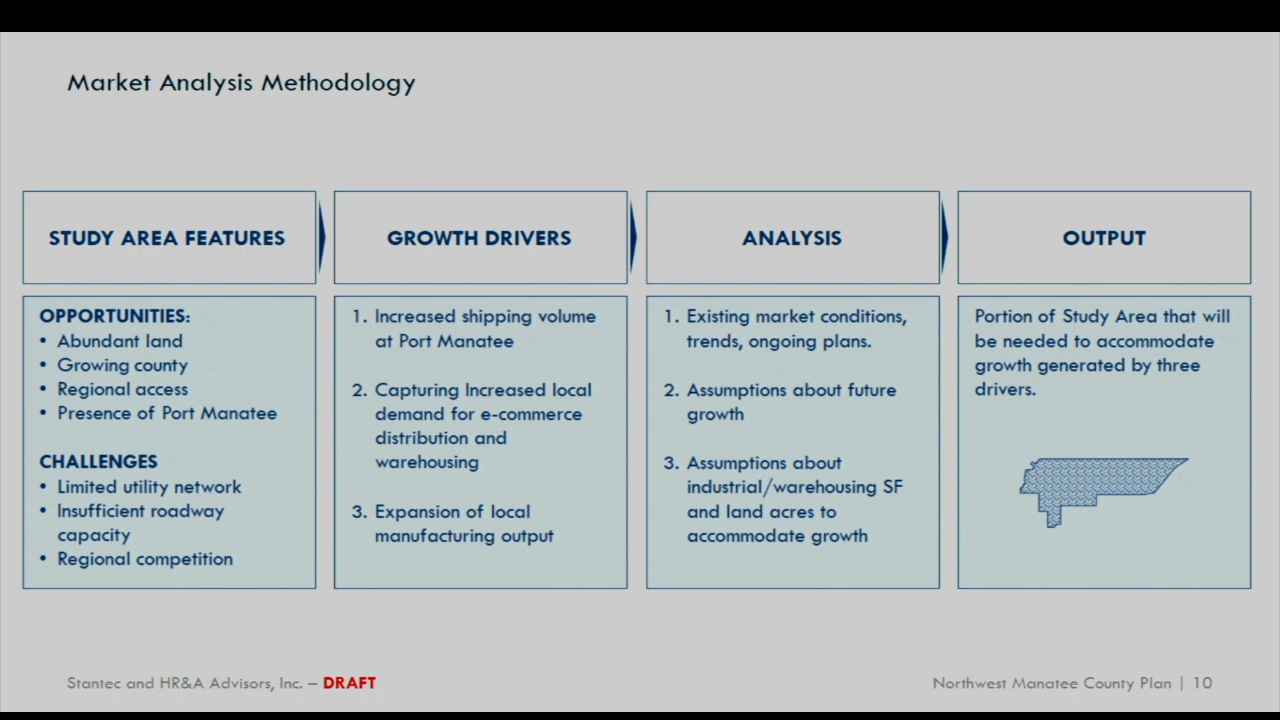 Market Analysis Methodology
STUDY AREA FEATURES
OPPORTUNITIES:
• Abundant land
• Growing county
• Regional access
• Presence of Port Manatee
CHALLENGES
• Limited utility network
• Insufficient roadway
capacity
• Regional competition
GROWTH DRIVERS
1. Increased shipping volume
at Port Manatee
2. Capturing Increased local
demand for e-commerce
distribution and
warehousing
3. Expansion of local
manufacturing output
ANALYSIS
1. Existing market conditions,
trends, ongoing plans.
2. Assumptions about future
growth
3. Assumptions about
industrial/warehousing SF
and land acres to
accommodate growth
OUTPUT
Portion of Study Area that will
be needed to accommodate
growth generated by three
drivers.
Stantec and HR&A Advisors, Inc. – DRAFT
Northwest Manatee County Plan | 10